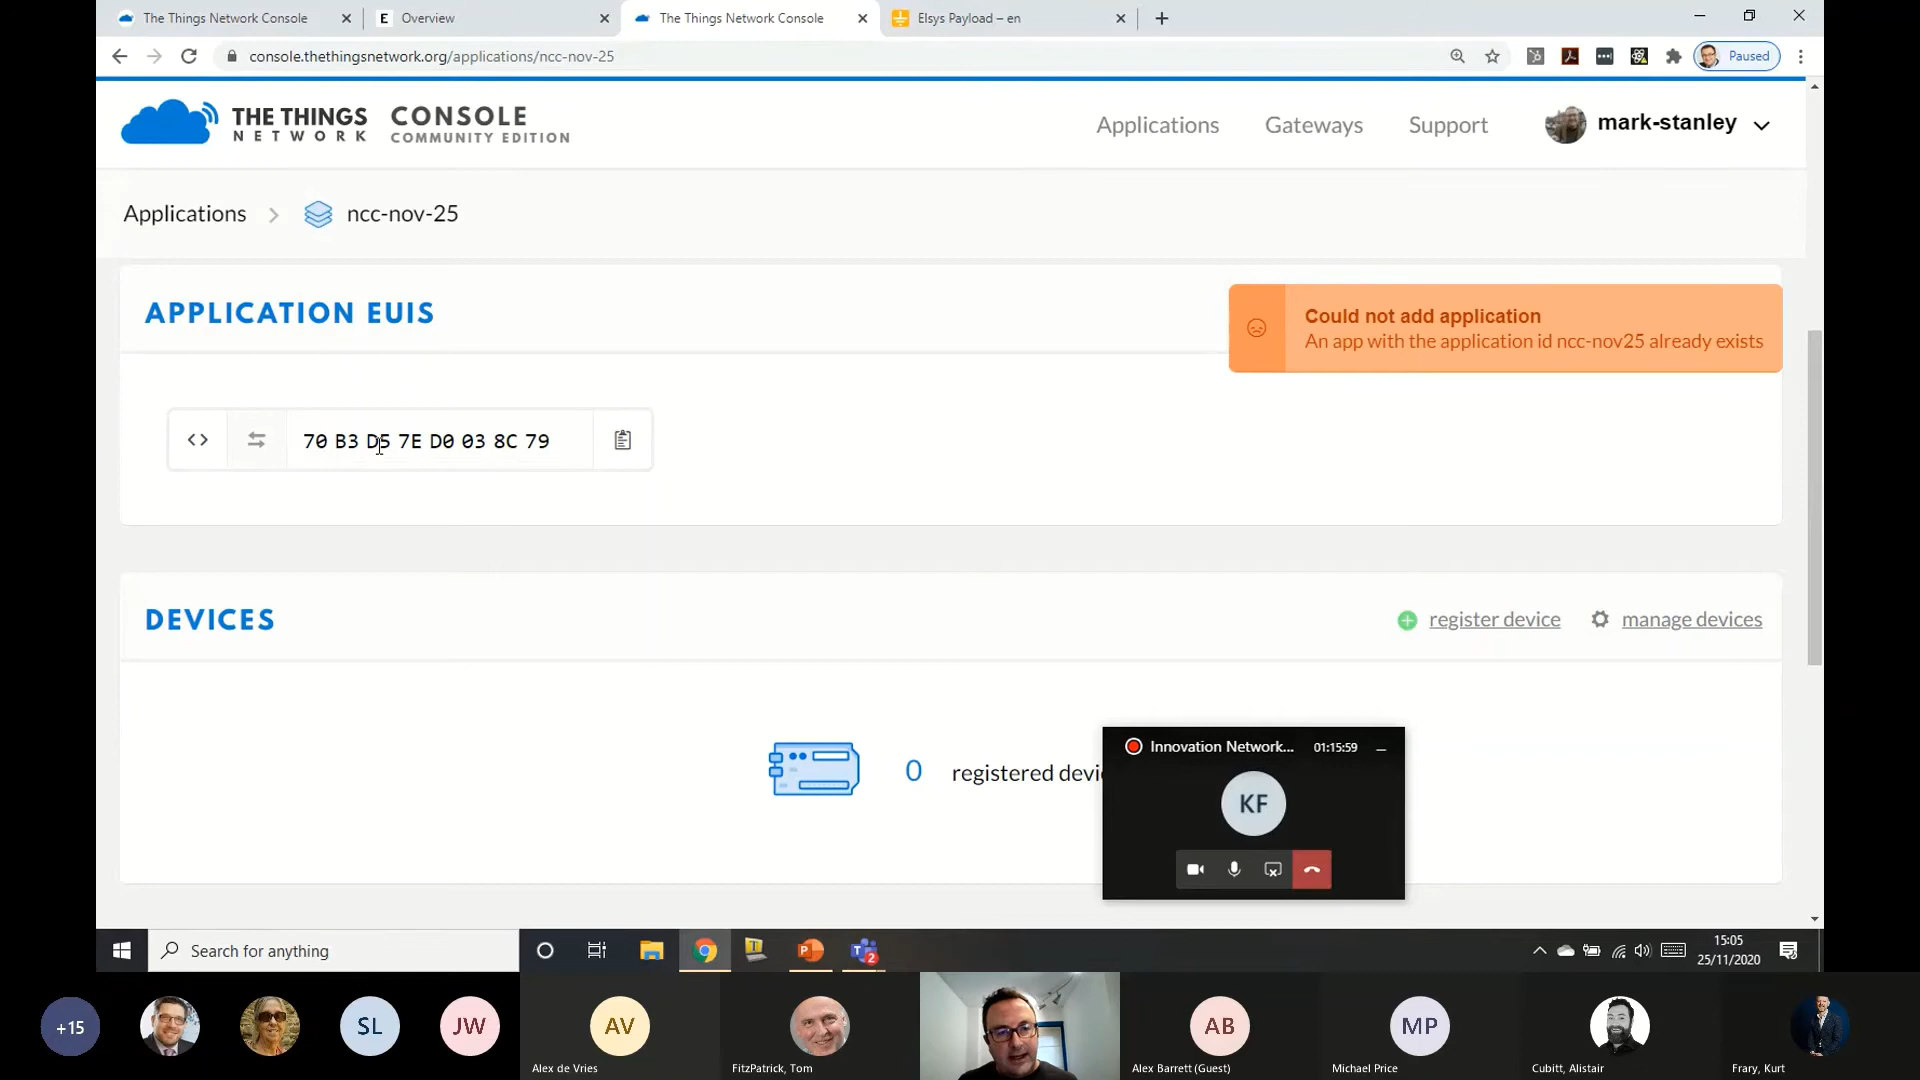 The Things Network Console
E Overview
The Things Network Console
Elsys Payload – en
console.thethingsnetwork.org/applications/ncc-nov-25
Paused
THE THINGS
NETWORK
CONSOLE
COMMUNITY EDITION
Applications
Gateways
Support
mark-stanley
Applications
ncc-nov-25
APPLICATION EUIS
Could not add application
An app with the application id ncc-nov25 already exists
<> 70 B3 D5 7E D0 03 8C 79
DEVICES
register device
manage devices
0 registered devi
Innovation Network...
01:15:59
KF
Search for anything
2
15:05
25/11/2020
+15
SL
JW
AV
Alex de Vries
FitzPatrick, Tom
AB
Alex Barrett (Guest)
MP
Michael Price
Cubitt, Alistair
Frary, Kurt